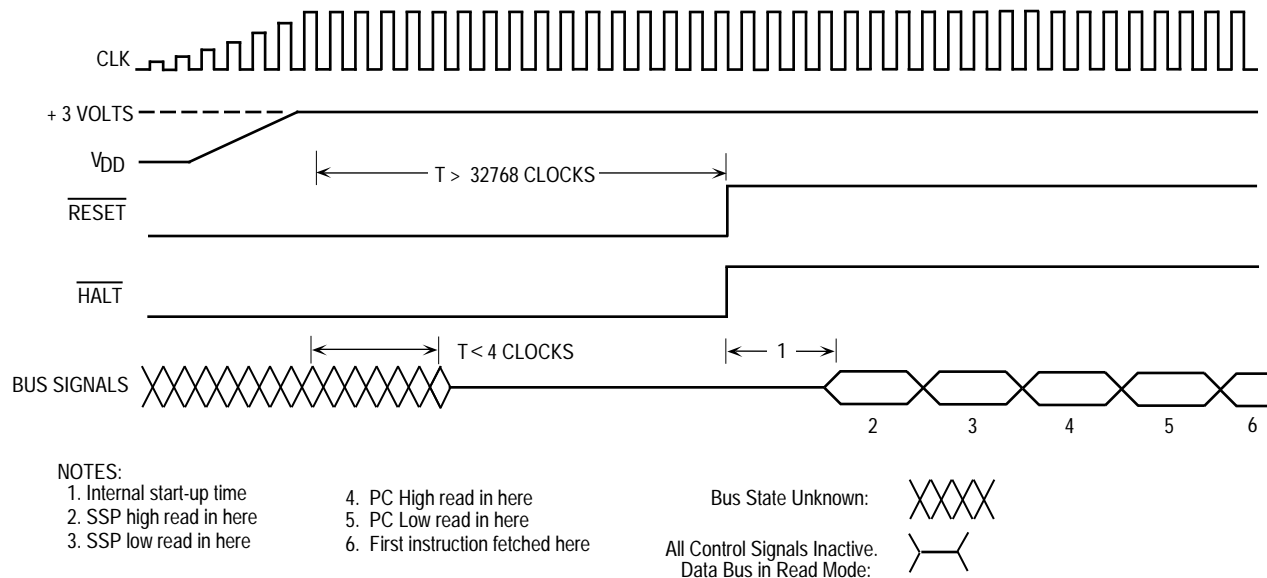 CLK
+ 3 VOLTS
VDD
T > 32768 CLOCKS
RESET
HALT
T < 4 CLOCKS
1
BUS SIGNALS
2 3 4 5 6
NOTES:
1. Internal start-up time
2. SSP high read in here
3. SSP low read in here
4. PC High read in here
5. PC Low read in here
6. First instruction fetched here
Bus State Unknown:
All Control Signals Inactive.
Data Bus in Read Mode: